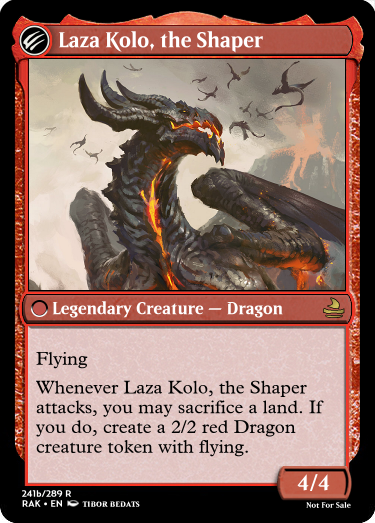 Laza Kolo, the Shaper
Legendary Creature — Dragon
Flying
Whenever Laza Kolo, the Shaper
attacks, you may sacrifice a land. If
you do, create a 2/2 red Dragon
creature token with flying.
4/4
241b/289 R
RAK • EN TIBOR BEDATS
Not For Sale